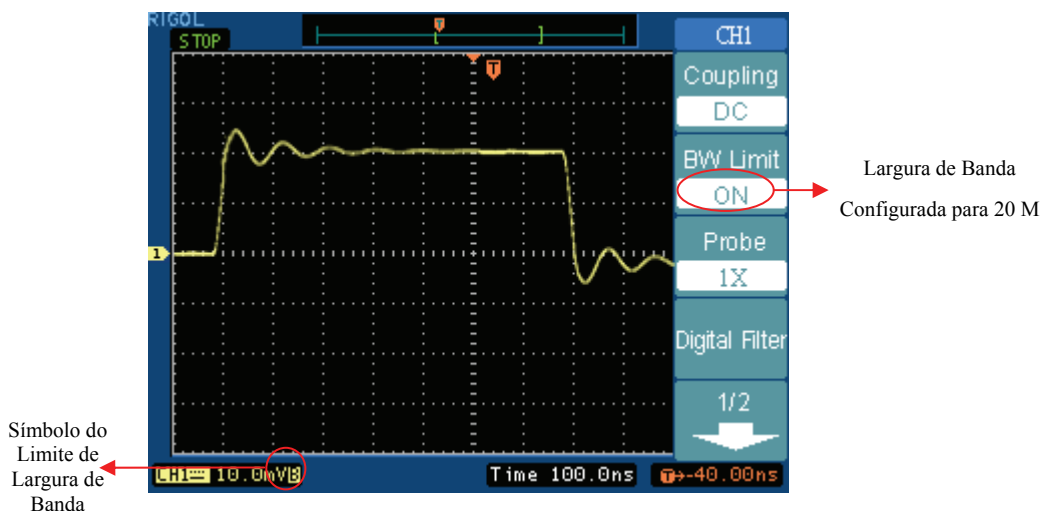 RIGOL
STOP
T
CH1
T
Coupling
DC
BW Limit
ON
Largura de Banda
Configurada para 20 M
1
Probe
1X
Digital Filter
1/2
Símbolo do
Limite de
Largura de
Banda
CH1 10.0mV B
Time 100.0ns
T→-40.00ns